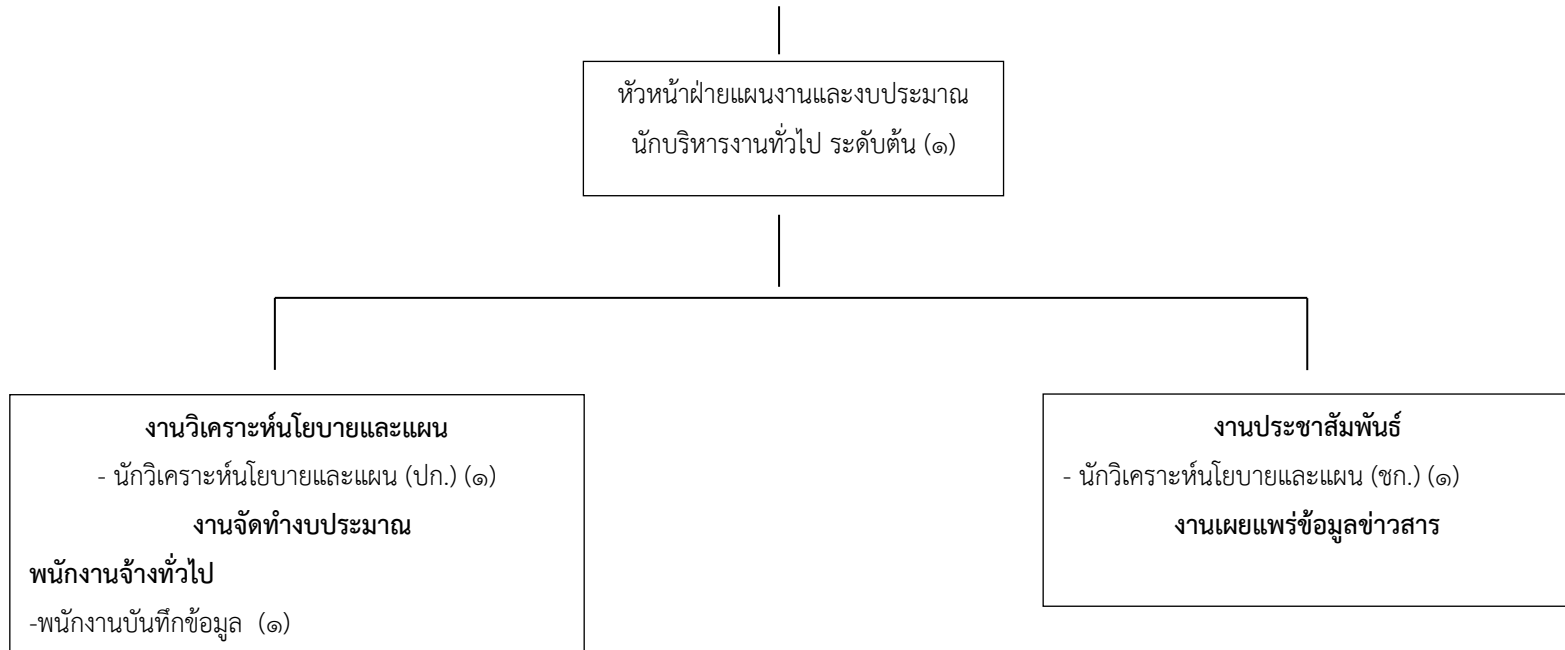 หัวหน้าฝ่ายแผนงานและงบประมาณ
นักบริหารงานทั่วไป ระดับต้น (๑)
งานวิเคราะห์นโยบายและแผน
- นักวิเคราะห์นโยบายและแผน (ปก.) (๑)
งานจัดทำงบประมาณ
พนักงานจ้างทั่วไป
-พนักงานบันทึกข้อมูล (๑)
งานประชาสัมพันธ์
- นักวิเคราะห์นโยบายและแผน (ชก.) (๑)
งานเผยแพร่ข้อมูลข่าวสาร